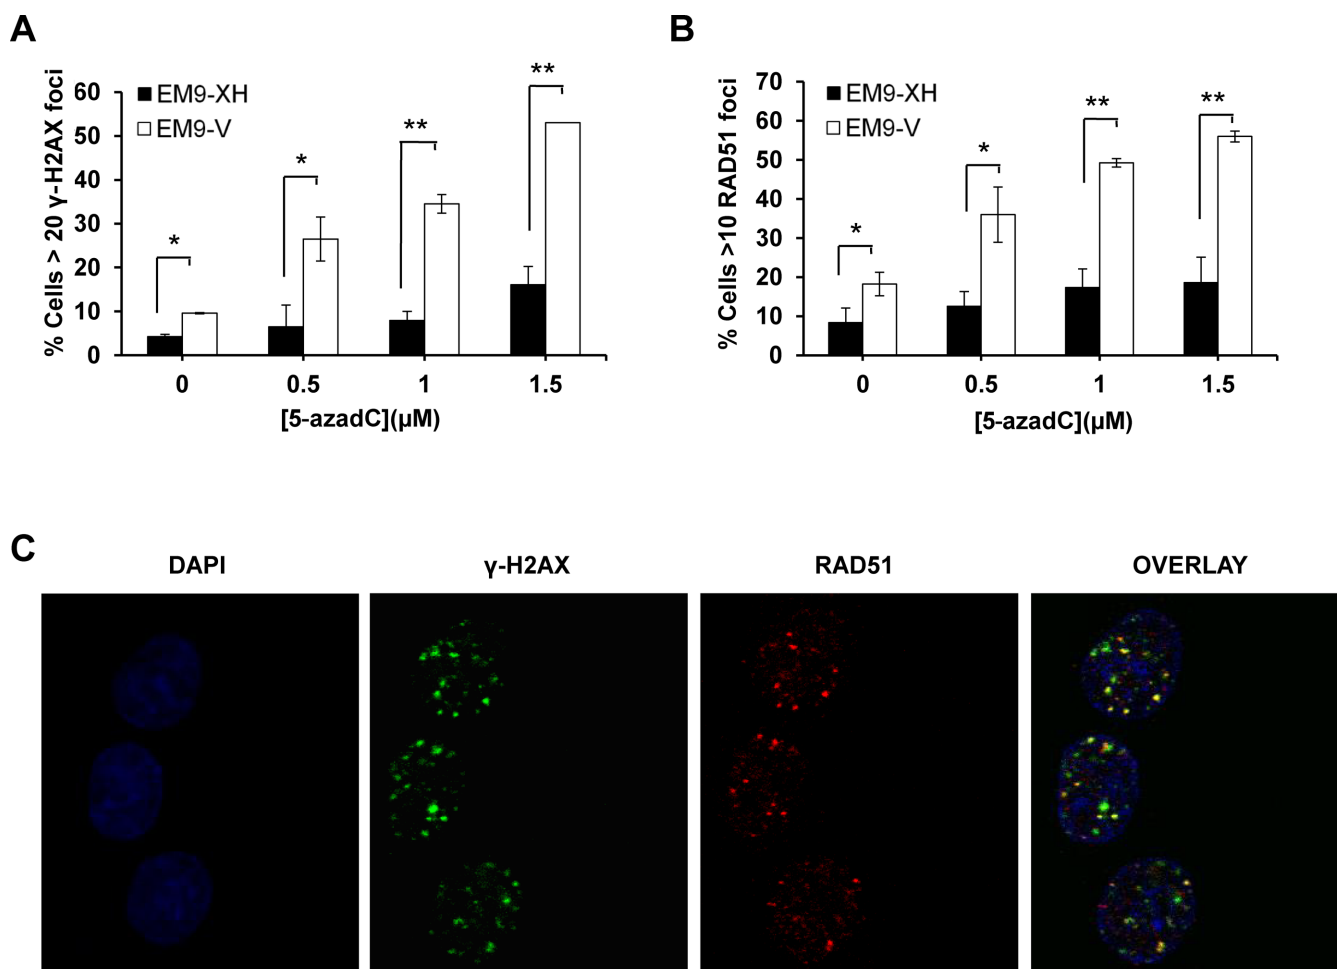 A
% Cells > 20 γ-H2AX foci
60
50
40
30
20
10
0
EM9-XH
EM9-V
*
*
**
**
0 0.5 1 1.5
[5-azadC](µM)
B
% Cells >10 RAD51 foci
70
60
50
40
30
20
10
0
EM9-XH
EM9-V
*
*
**
**
0 0.5 1 1.5
[5-azadC](µM)
C
DAPI γ-H2AX RAD51 OVERLAY